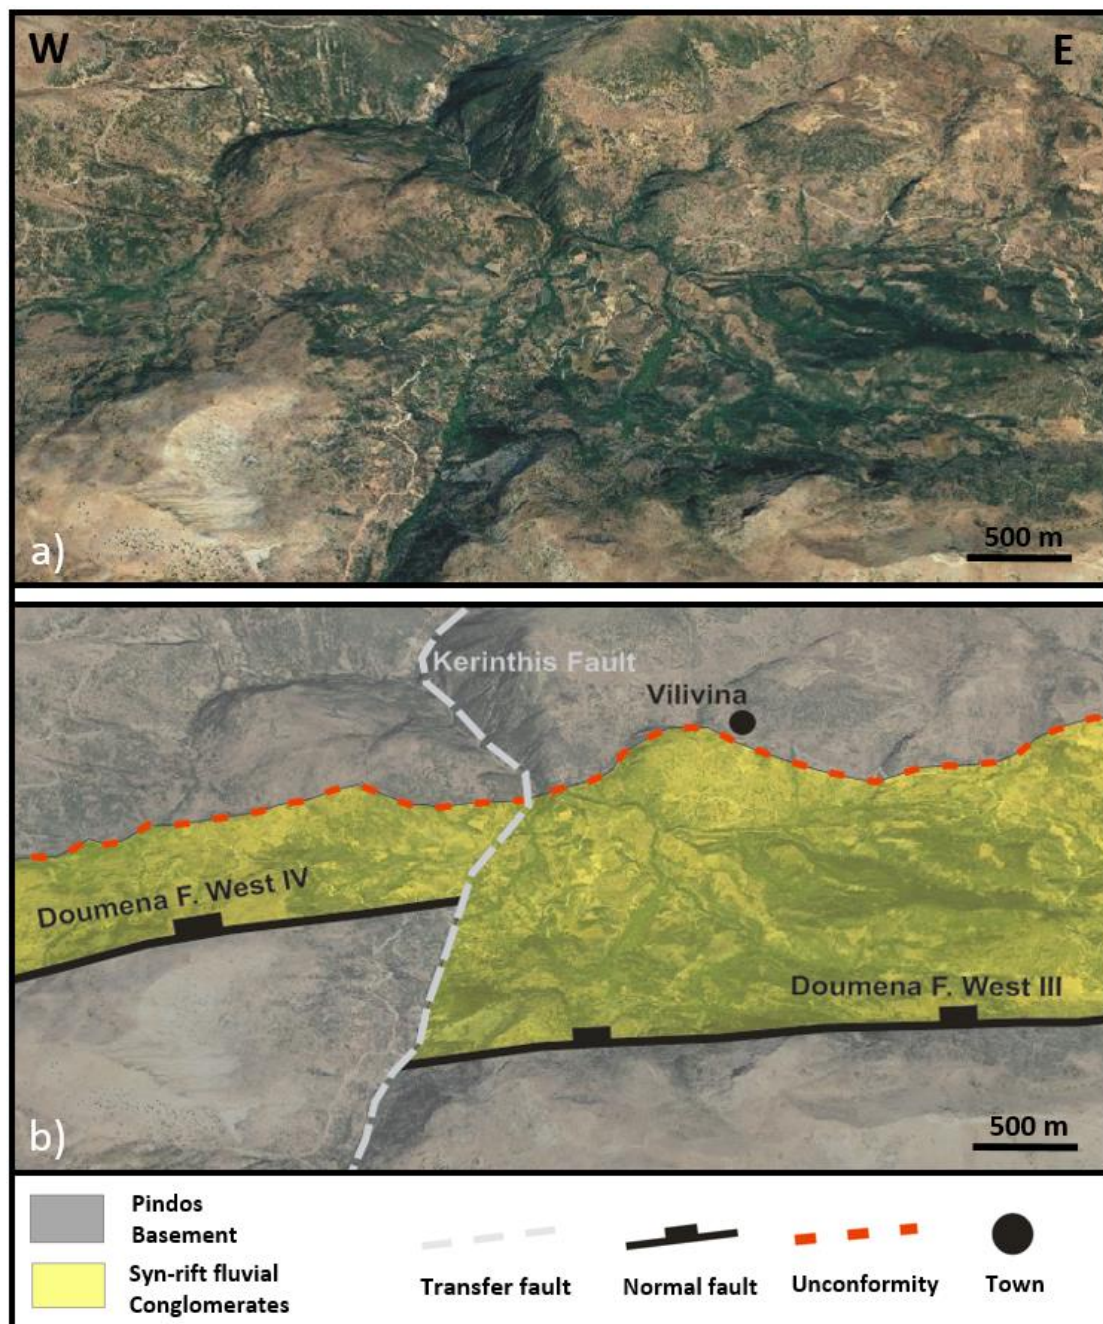 W
E
a)
500 m
Kerinthis Fault
Vilivina
Doumena F. West IV
Doumena F. West III
b)
500 m
Pindos
Basement
Syn-rift fluvial
Conglomerates
Transfer fault
Normal fault
Unconformity
Town